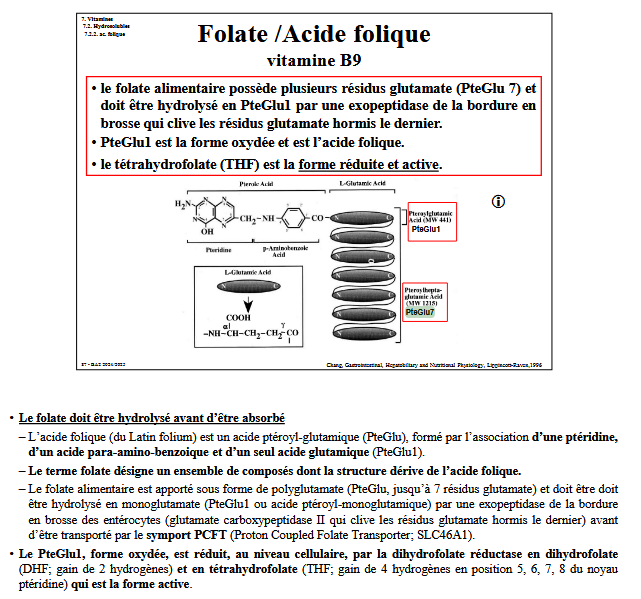 7. Vitamines
7.2. Hydrosolubles
7.2.2. ac. folique
Folate /Acide folique
vitamine B9
• le folate alimentaire possède plusieurs résidus glutamate (PteGlu 7) et
doit être hydrolysé en PteGlu1 par une exopeptidase de la bordure en
brosse qui clive les résidus glutamate hormis le dernier.
• PteGlu1 est la forme oxydée et est l'acide folique.
• le tétrahydrofolate (THF) est la forme réduite et active.
Pteroic Acid
L-Glutamic Acid
H2N
N
N
N
N
OH
CH2–NH
CO
Pteridine
p-Aminobenzoic
Acid
Pteroylglutamic
Acid (MW 441)
PteGlu1
L-Glutamic Acid
COOH
α|
γ
–NH–CH–CH2–CH2–CO
Pteroylhepta-
glutamic Acid
(MW 1215)
PteGlu7
Chang, Gastrointestinal, Hepatobiliary and Nutritional Physiology, Lippincott-Raven,1996
• Le folate doit être hydrolysé avant d'être absorbé
– L'acide folique (du Latin folium) est un acide ptéroyl-glutamique (PteGlu), formé par l'association d'une ptéridine,
d'un acide para-amino-benzoique et d'un seul acide glutamique (PteGlu1).
– Le terme folate désigne un ensemble de composés dont la structure dérive de l'acide folique.
– Le folate alimentaire est apporté sous forme de polyglutamate (PteGlu, jusqu'à 7 résidus glutamate) et doit être doit
être hydrolysé en monoglutamate (PteGlu1 ou acide ptéroyl-monoglutamique) par une exopeptidase de la bordure
en brosse des entérocytes (glutamate carboxypeptidase II qui clive les résidus glutamate hormis le dernier) avant
d'être transporté par le symport PCFT (Proton Coupled Folate Transporter; SLC46A1).
• Le PteGlu1, forme oxydée, est réduit, au niveau cellulaire, par la dihydrofolate réductase en dihydrofolate
(DHF; gain de 2 hydrogènes) et en tétrahydrofolate (THF; gain de 4 hydrogènes en position 5, 6, 7, 8 du noyau
ptéridine) qui est la forme active.